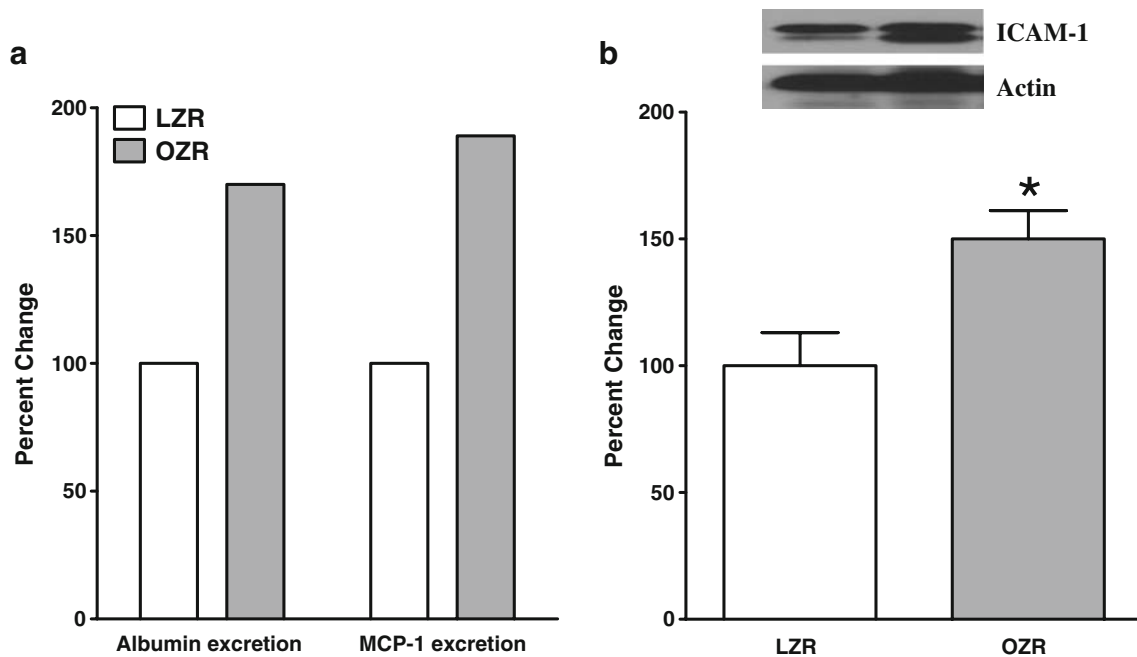 a
200
150
100
50
0
Percent Change
LZR
OZR
Albumin excretion
MCP-1 excretion
b
ICAM-1
Actin
200
150
100
50
0
Percent Change
*
LZR
OZR